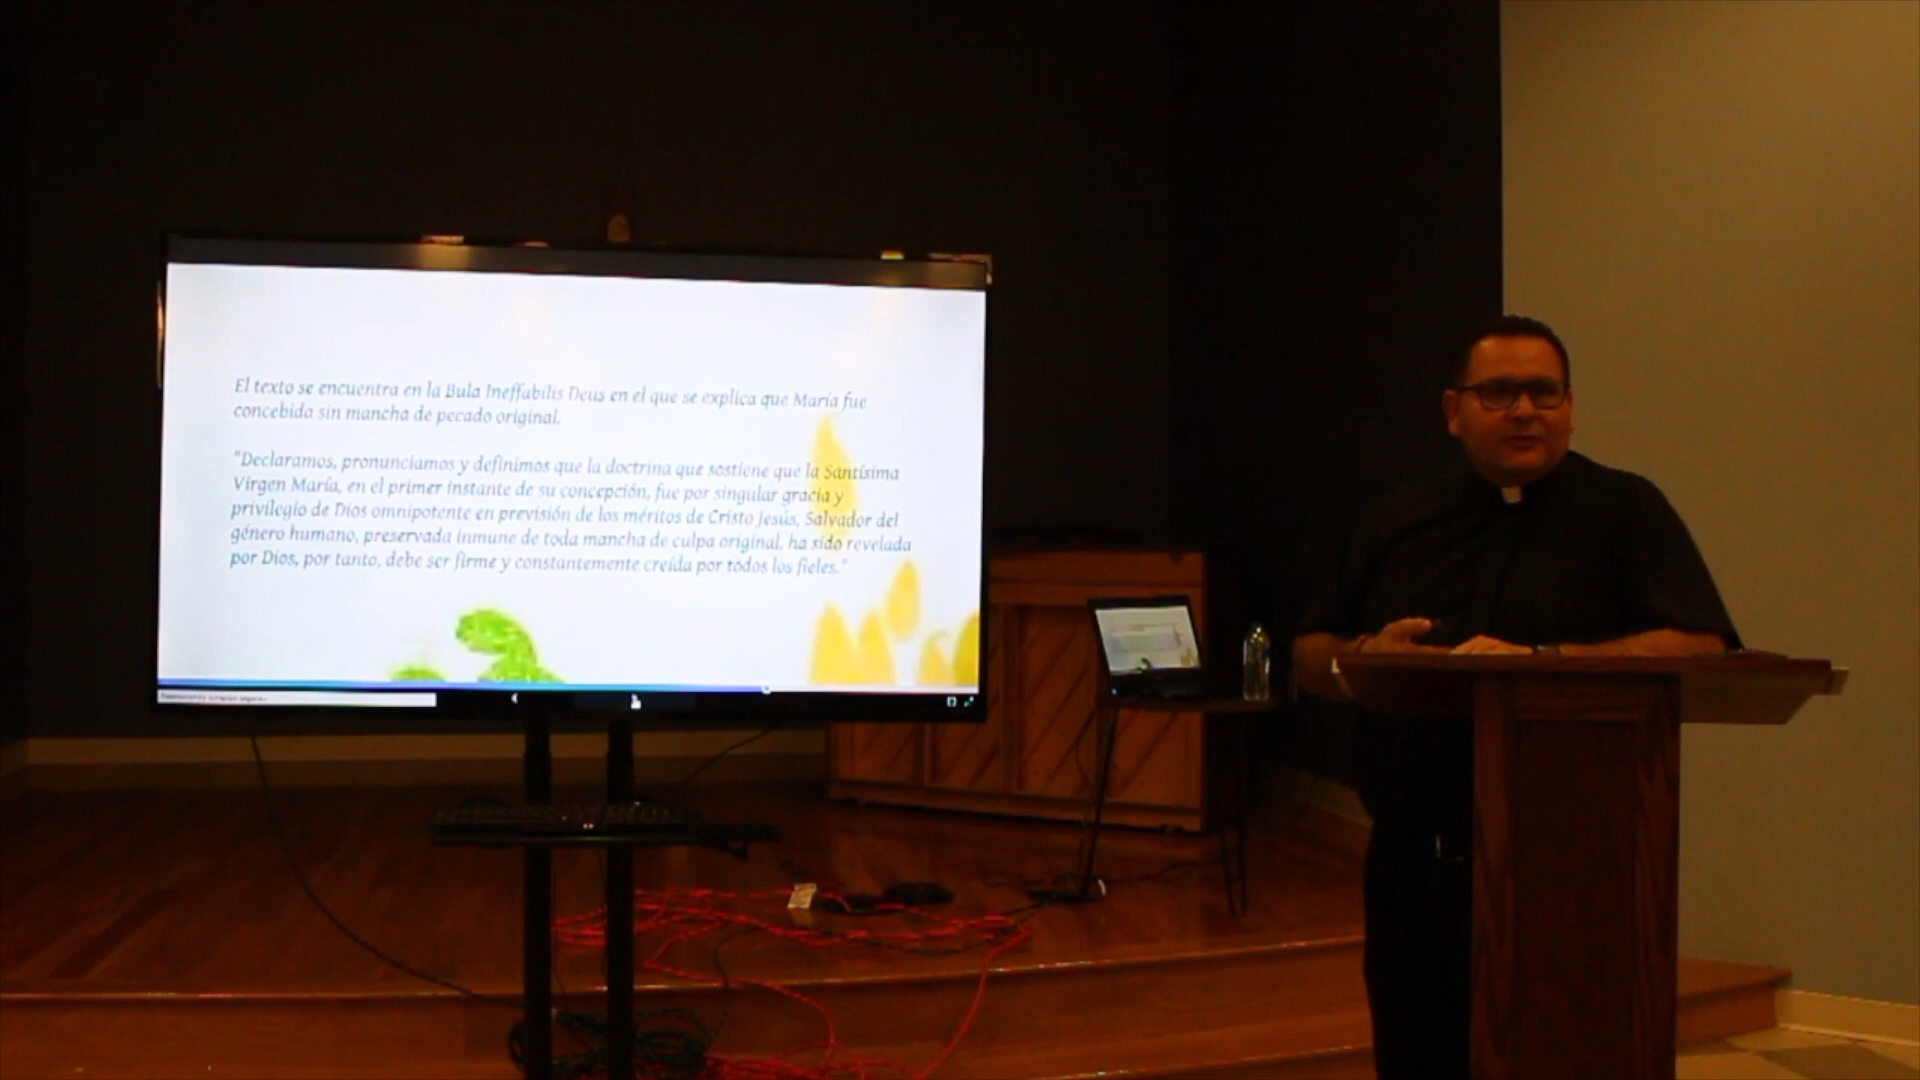 El texto se encuentra en la Bula Ineffabilis Deus en el que se explica que María fue
concebida sin mancha de pecado original.
"Declaramos, pronunciamos y definimos que la doctrina que sostiene que la Santísima
Virgen María, en el primer instante de su concepción, fue por singular gracia y
privilegio de Dios omnipotente en previsión de los méritos de Cristo Jesús, Salvador del
género humano, preservada inmune de toda mancha de culpa original, ha sido revelada
por Dios, por tanto, debe ser firme y constantemente creída por todos los fieles."